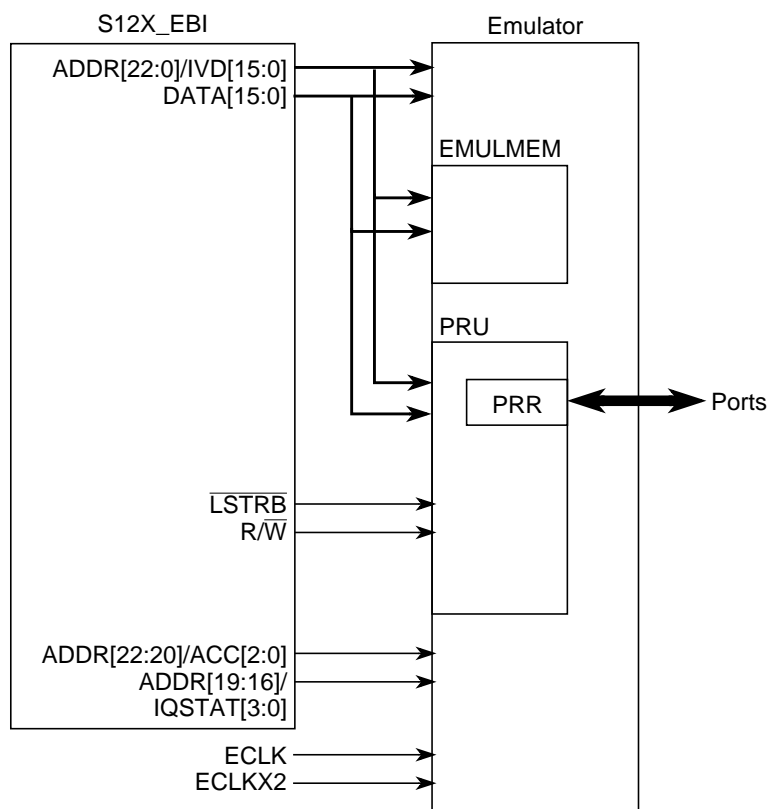 S12X_EBI
Emulator
ADDR[22:0]/IVD[15:0]
DATA[15:0]
EMULMEM
PRU
PRR
Ports
LSTRB
R/W
ADDR[22:20]/ACC[2:0]
ADDR[19:16]/
IQSTAT[3:0]
ECLK
ECLKX2